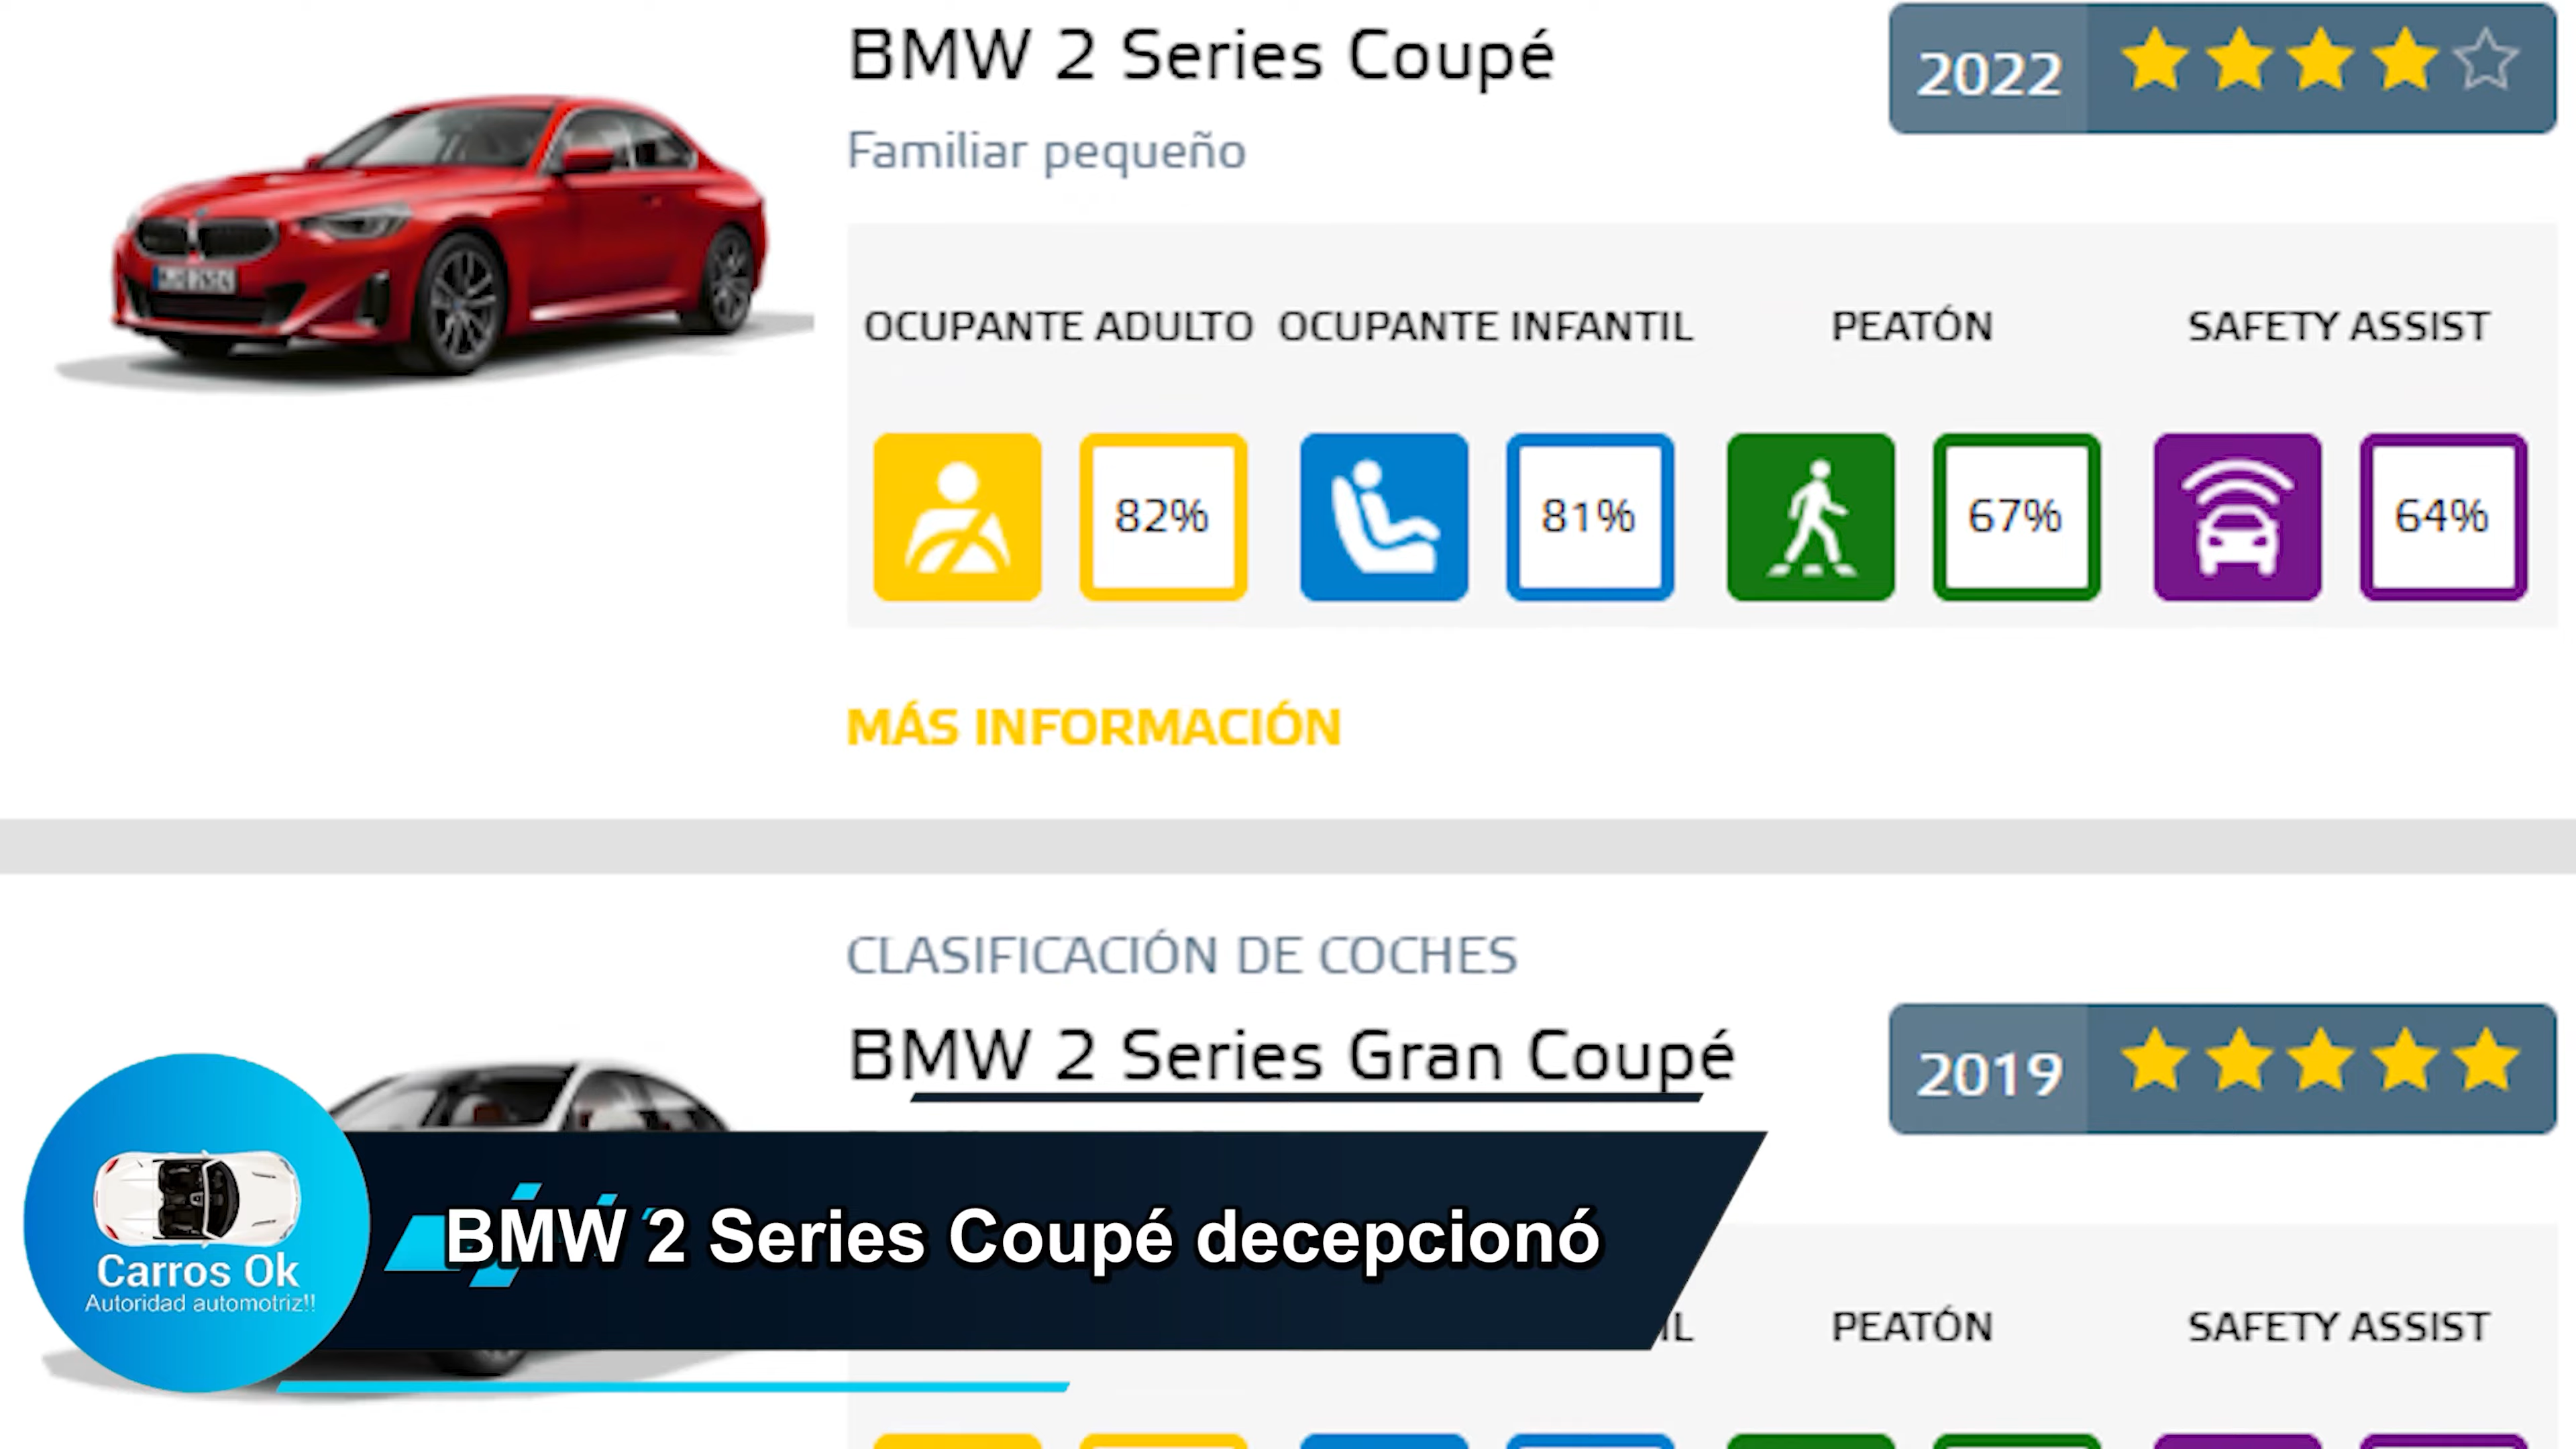 BMW 2 Series Coupé
2022
Familiar pequeño
OCUPANTE ADULTO
OCUPANTE INFANTIL
PEATÓN
SAFETY ASSIST
82%
81%
67%
64%
MÁS INFORMACIÓN
CLASIFICACIÓN DE COCHES
BMW 2 Series Gran Coupé
2019
BMW 2 Series Coupé decepcionó
Carros Ok
Autoridad automotriz!!
IL
PEATÓN
SAFETY ASSIST